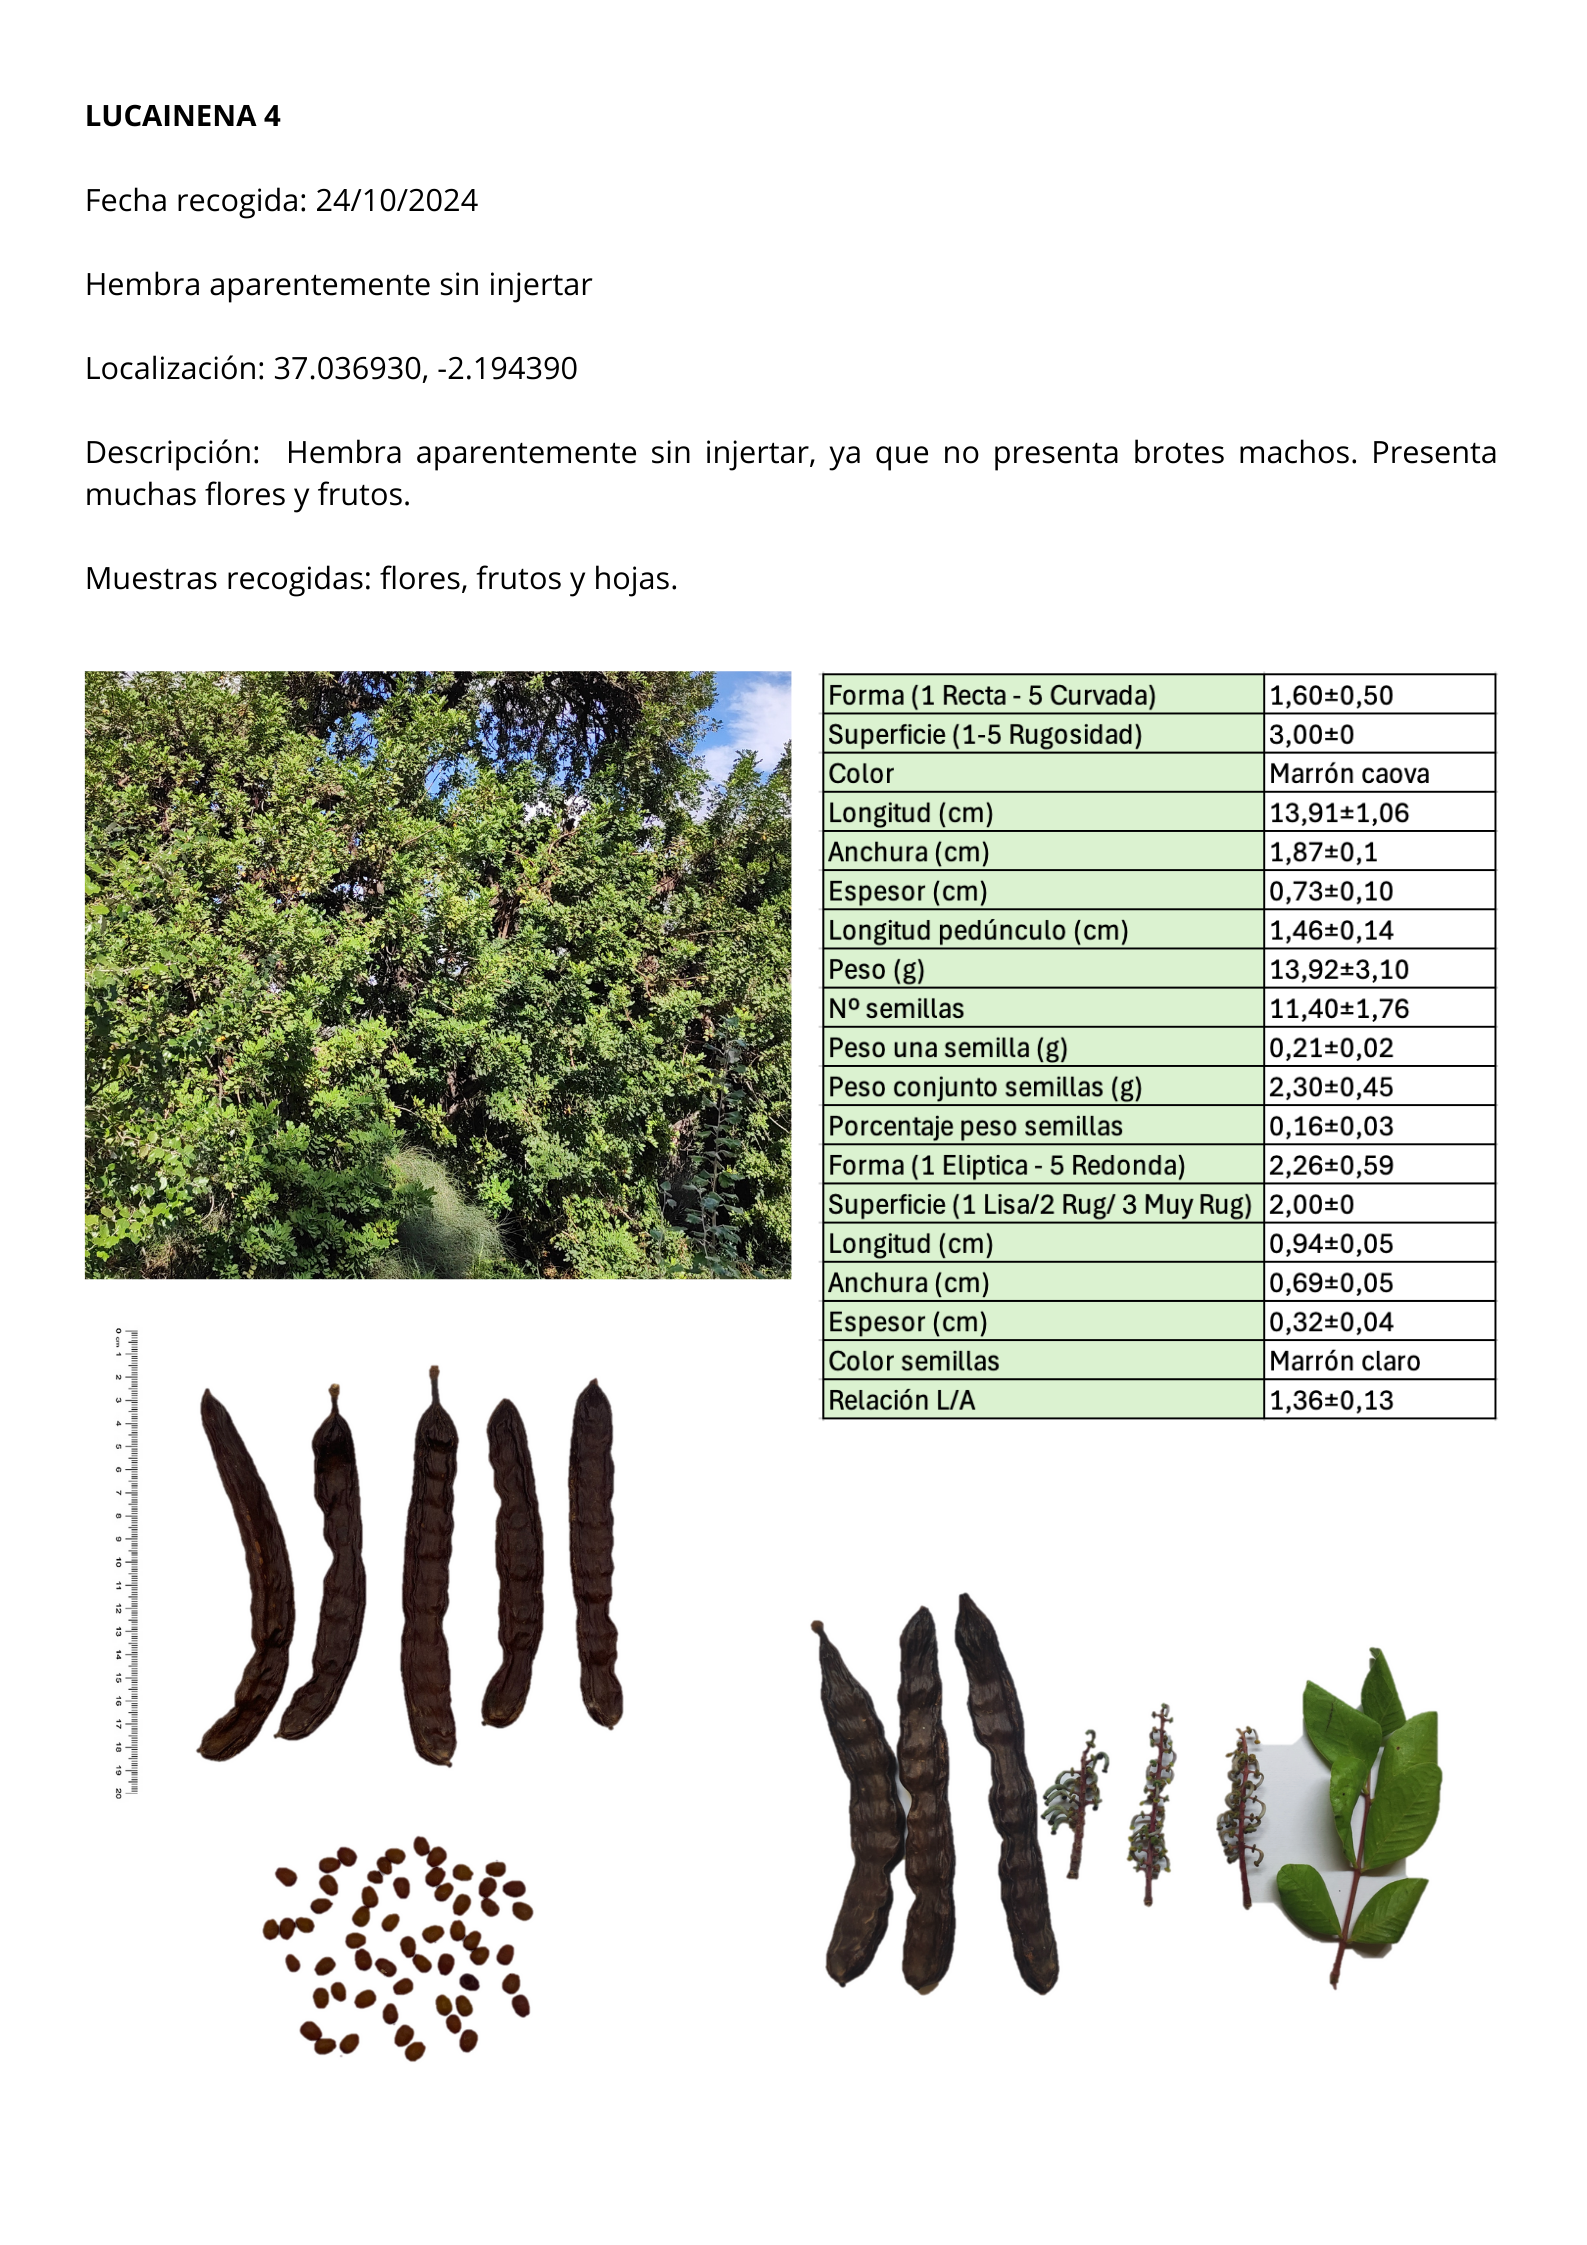 LUCAINENA 4
Fecha recogida: 24/10/2024
Hembra aparentemente sin injertar
Localización: 37.036930, -2.194390
Descripción: Hembra aparentemente sin injertar, ya que no presenta brotes machos. Presenta
muchas flores y frutos.
Muestras recogidas: flores, frutos y hojas.
Forma (1 Recta - 5 Curvada) 1,60±0,50
Superficie (1-5 Rugosidad) 3,00±0
Color Marrón caova
Longitud (cm) 13,91±1,06
Anchura (cm) 1,87±0,1
Espesor (cm) 0,73±0,10
Longitud pedúnculo (cm) 1,46±0,14
Peso (g) 13,92±3,10
Nº semillas 11,40±1,76
Peso una semilla (g) 0,21±0,02
Peso conjunto semillas (g) 2,30±0,45
Porcentaje peso semillas 0,16±0,03
Forma (1 Eliptica - 5 Redonda) 2,26±0,59
Superficie (1 Lisa/2 Rug/ 3 Muy Rug) 2,00±0
Longitud (cm) 0,94±0,05
Anchura (cm) 0,69±0,05
Espesor (cm) 0,32±0,04
Color semillas Marrón claro
Relación L/A 1,36±0,13
0 cm 1 2 3 4 5 6 7 8 9 10 11 12 13 14 15 16 17 18 19 20